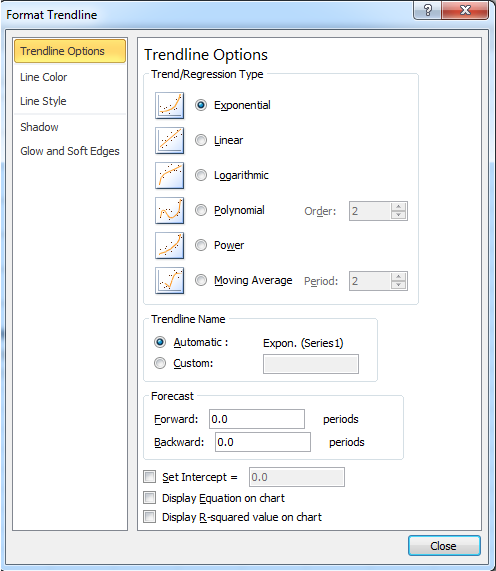 Format Trendline
Trendline Options
Line Color
Line Style
Shadow
Glow and Soft Edges
Trendline Options
Trend/Regression Type
Exponential
Linear
Logarithmic
Polynomial Order: 2
Power
Moving Average Period: 2
Trendline Name
Automatic : Expon. (Series1)
Custom:
Forecast
Forward: 0.0 periods
Backward: 0.0 periods
Set Intercept = 0.0
Display Equation on chart
Display R-squared value on chart
Close